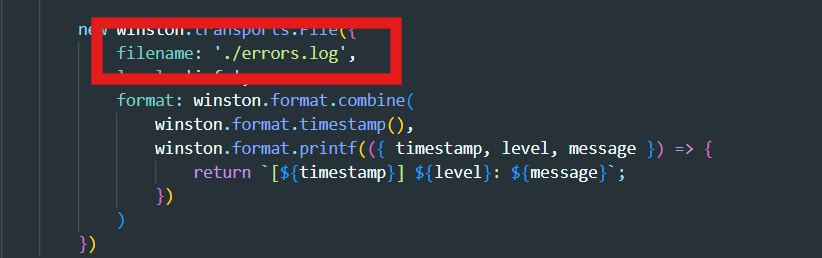 new winston.transports.File({
filename: './errors.log',
format: winston.format.combine(
winston.format.timestamp(),
winston.format.printf(({ timestamp, level, message }) => {
return `[${timestamp}] ${level}: ${message}`;
})
)
})